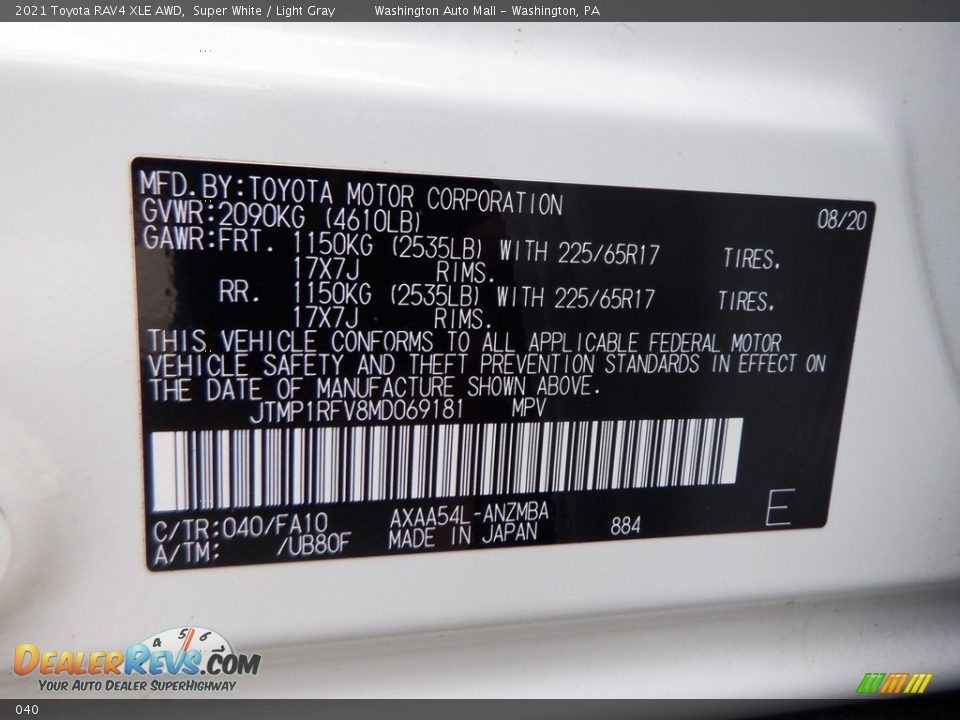 2021 Toyota RAV4 XLE AWD, Super White / Light Gray Washington Auto Mall - Washington, PA
MFD.BY:TOYOTA MOTOR CORPORATION 08/20
GVWR:2090KG (4610LB)
GAWR:FRT. 1150KG (2535LB) WITH 225/65R17 TIRES.
17X7J RIMS.
RR. 1150KG (2535LB) WITH 225/65R17 TIRES.
17X7J RIMS.
THIS VEHICLE CONFORMS TO ALL APPLICABLE FEDERAL MOTOR
VEHICLE SAFETY AND THEFT PREVENTION STANDARDS IN EFFECT ON
THE DATE OF MANUFACTURE SHOWN ABOVE.
JTMP1RFV8MD069181 MPV
C/TR:040/FA10 AXAA54L-ANZMBA 884 E
A/TM: /UB80F MADE IN JAPAN
4 5 6 7
DEALERREVS.COM
YOUR AUTO DEALER SUPERHIGHWAY
040